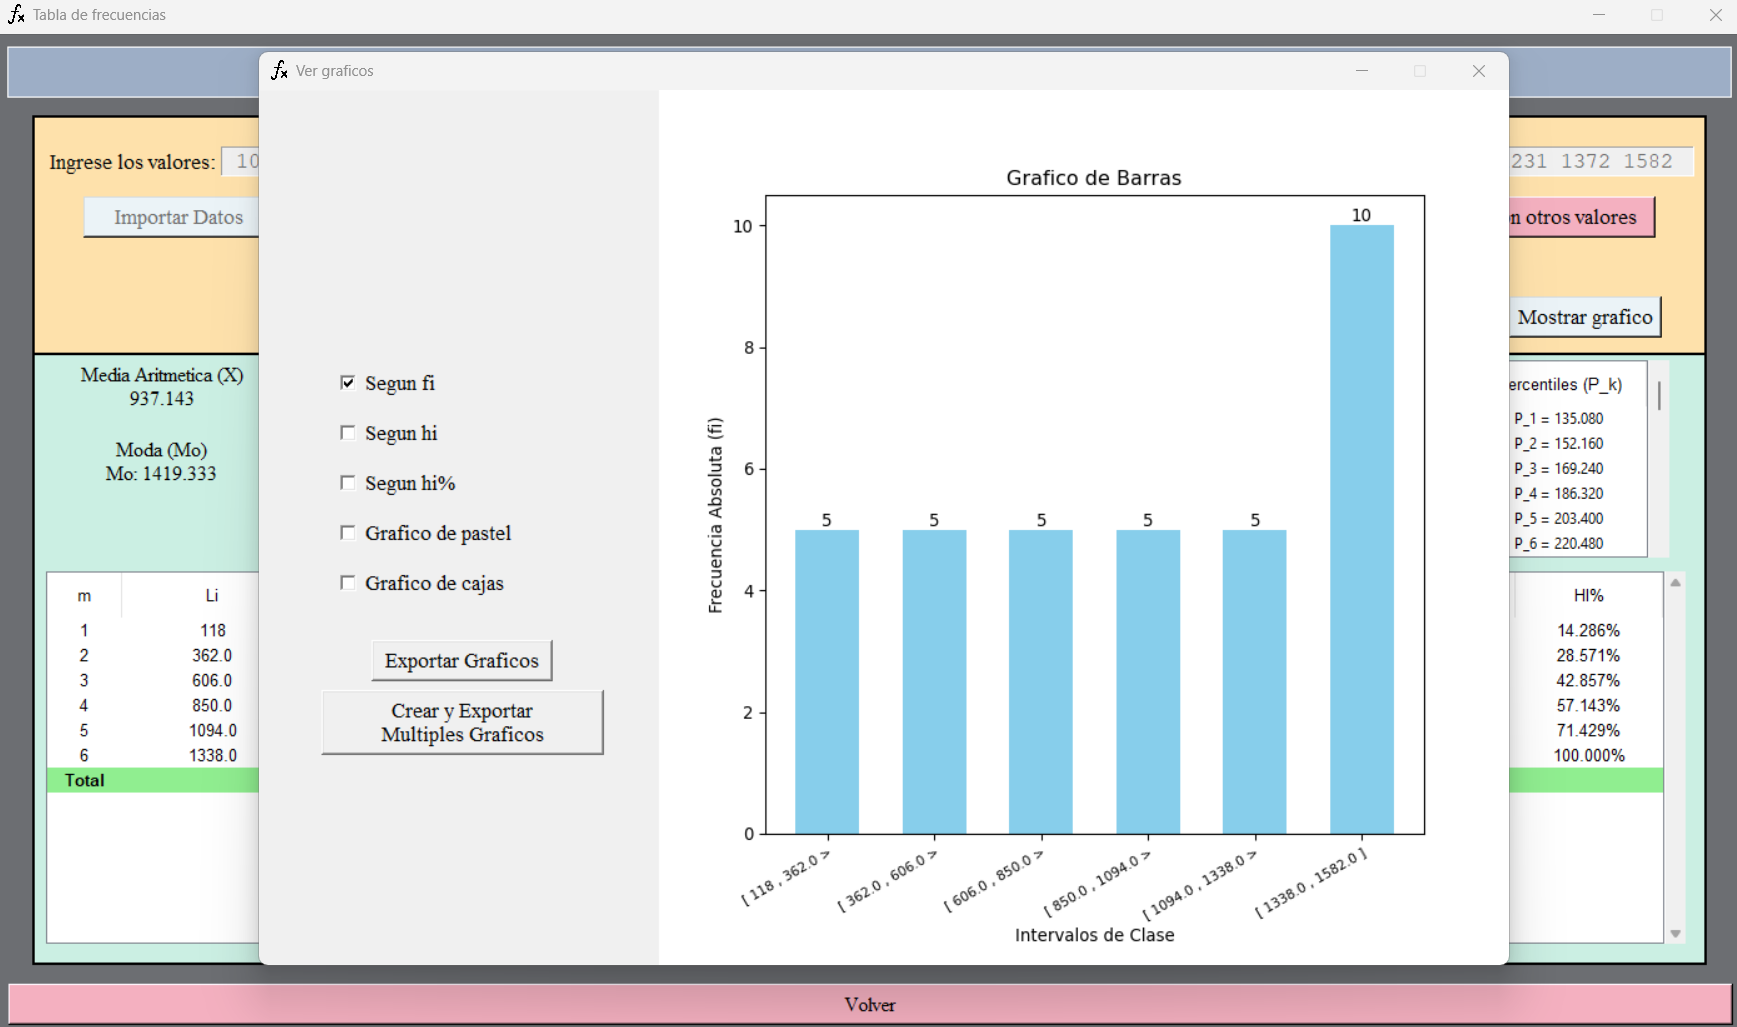 Tabla de frecuencias
Ver graficos
Ingrese los valores: 10
231 1372 1582
Importar Datos
n otros valores
Mostrar grafico
Media Aritmetica (X)
937.143
Moda (Mo)
Mo: 1419.333
ercentiles (P_k)
P_1 = 135.080
P_2 = 152.160
P_3 = 169.240
P_4 = 186.320
P_5 = 203.400
P_6 = 220.480
Segun fi
Segun hi
Segun hi%
Grafico de pastel
Grafico de cajas
Exportar Graficos
Crear y Exportar
Multiples Graficos
Grafico de Barras
Frecuencia Absoluta (fi)
10
8
6
4
2
0
5
5
5
5
5
10
[ 118 , 362.0 >
[ 362.0 , 606.0 >
[ 606.0 , 850.0 >
[ 850.0 , 1094.0 >
[ 1094.0 , 1338.0 >
[ 1338.0 , 1582.0 ]
Intervalos de Clase
m Li HI%
1 118 14.286%
2 362.0 28.571%
3 606.0 42.857%
4 850.0 57.143%
5 1094.0 71.429%
6 1338.0 100.000%
Total
Volver